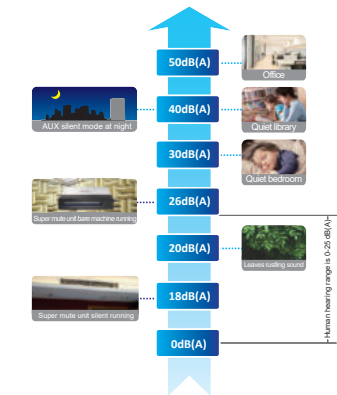 50dB(A)
Office
40dB(A)
AUX silent mode at night
Quiet library
30dB(A)
Quiet bedroom
26dB(A)
Super mute unit bare machine running
20dB(A)
Leaves rustling sound
Human hearing range is 0-25 dB(A)
18dB(A)
Super mute unit silent running
0dB(A)